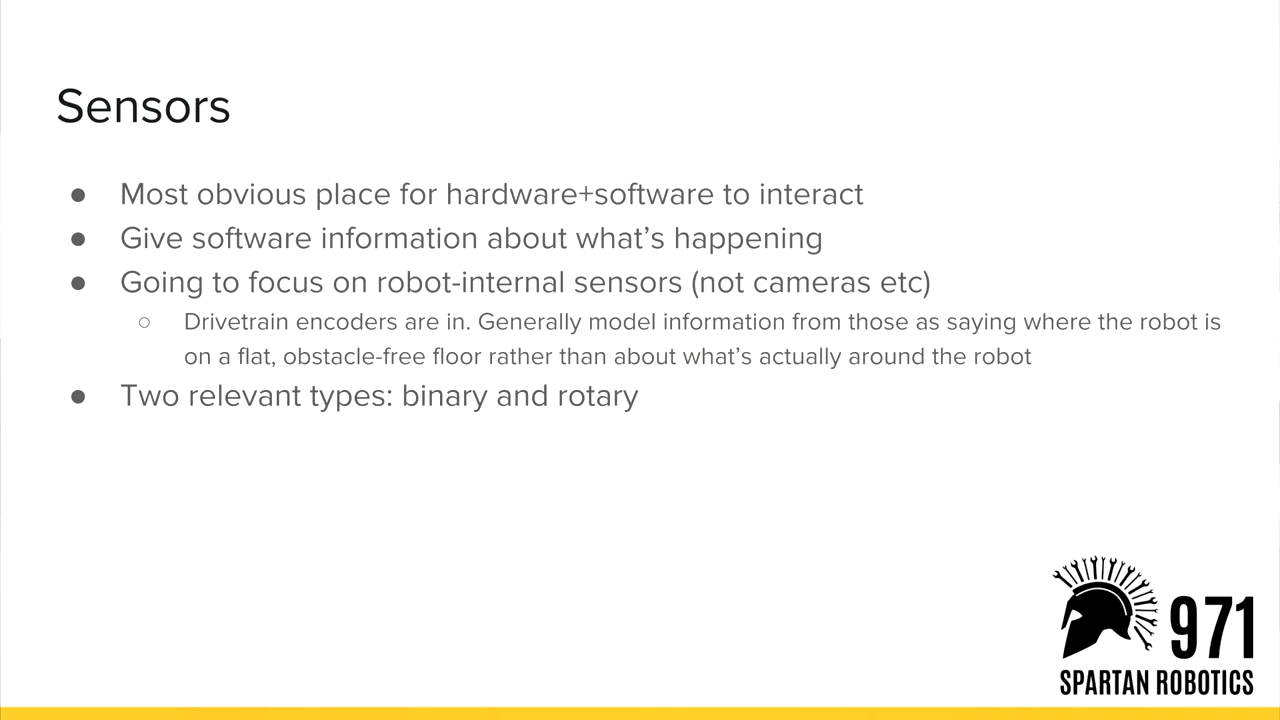 Sensors
● Most obvious place for hardware+software to interact
● Give software information about what’s happening
● Going to focus on robot-internal sensors (not cameras etc)
○ Drivetrain encoders are in. Generally model information from those as saying where the robot is
on a flat, obstacle-free floor rather than about what’s actually around the robot
● Two relevant types: binary and rotary
971
SPARTAN ROBOTICS